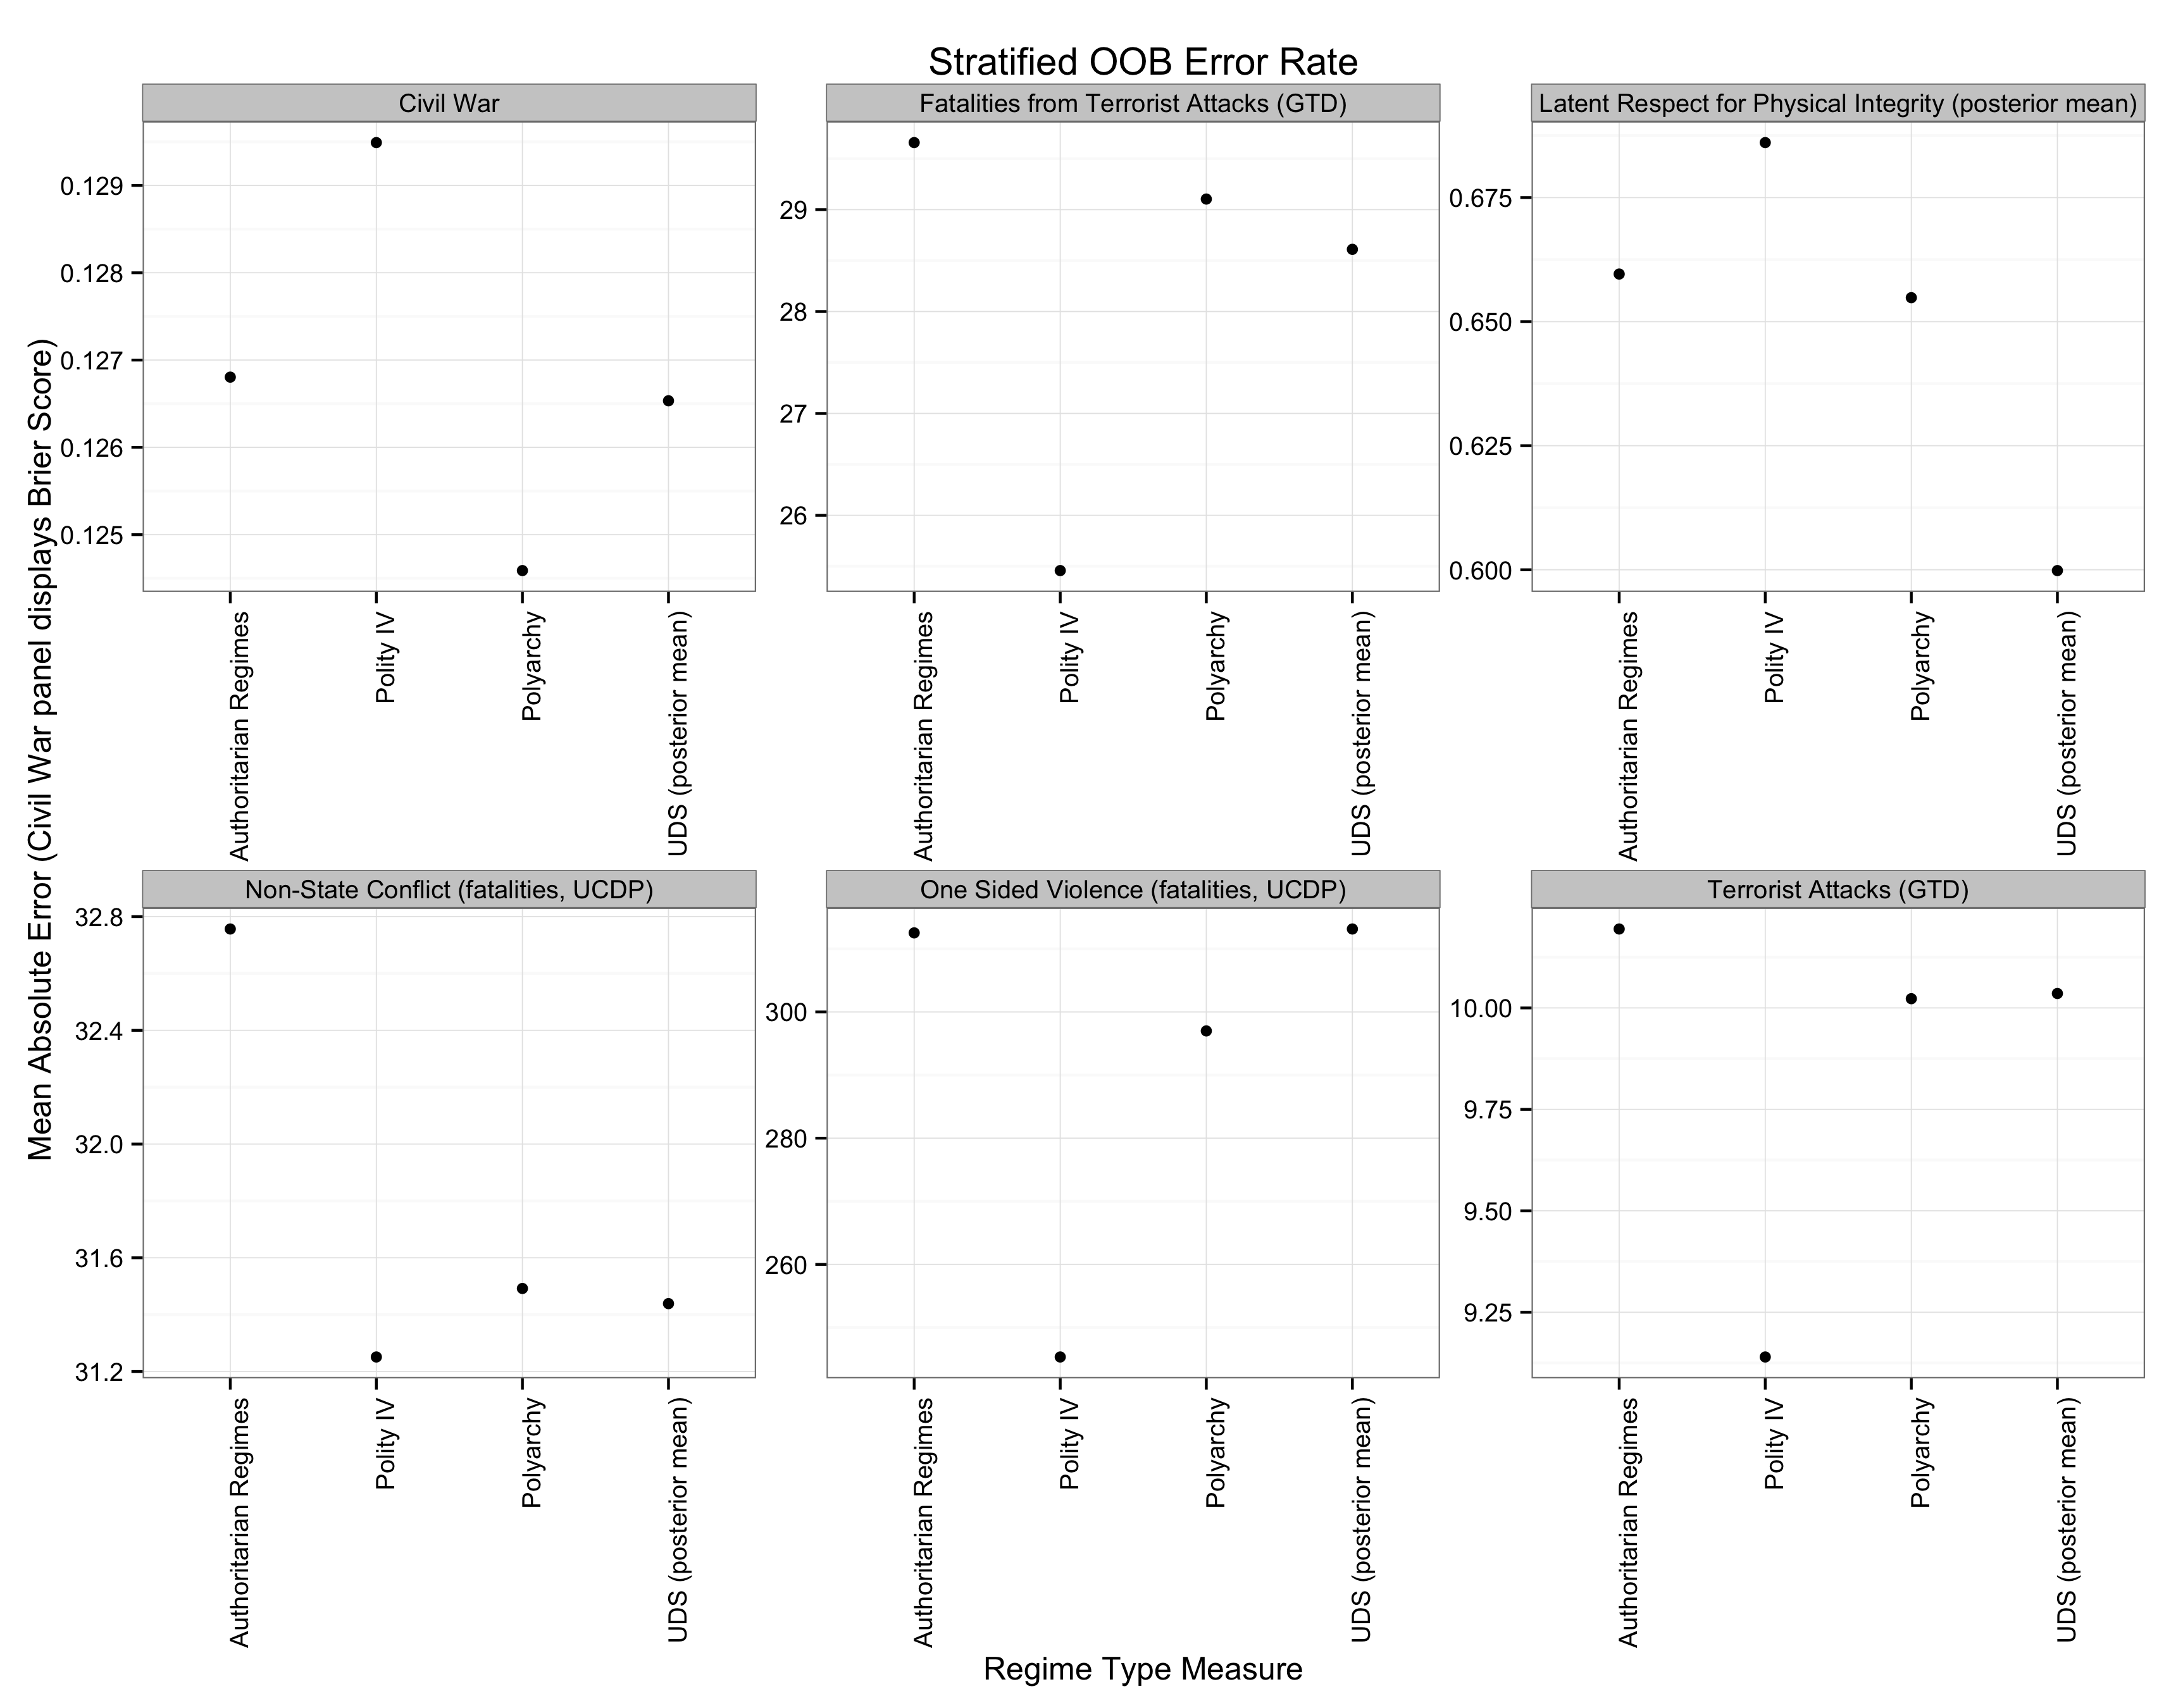 Stratified OOB Error Rate
Mean Absolute Error (Civil War panel displays Brier Score)
Civil War
0.129
0.128
0.127
0.126
0.125
Authoritarian Regimes
Polity IV
Polyarchy
UDS (posterior mean)
Fatalities from Terrorist Attacks (GTD)
29
28
27
26
Authoritarian Regimes
Polity IV
Polyarchy
UDS (posterior mean)
Latent Respect for Physical Integrity (posterior mean)
0.675
0.650
0.625
0.600
Authoritarian Regimes
Polity IV
Polyarchy
UDS (posterior mean)
Non-State Conflict (fatalities, UCDP)
32.8
32.4
32.0
31.6
31.2
Authoritarian Regimes
Polity IV
Polyarchy
UDS (posterior mean)
One Sided Violence (fatalities, UCDP)
300
280
260
Authoritarian Regimes
Polity IV
Polyarchy
UDS (posterior mean)
Terrorist Attacks (GTD)
10.00
9.75
9.50
9.25
Authoritarian Regimes
Polity IV
Polyarchy
UDS (posterior mean)
Regime Type Measure